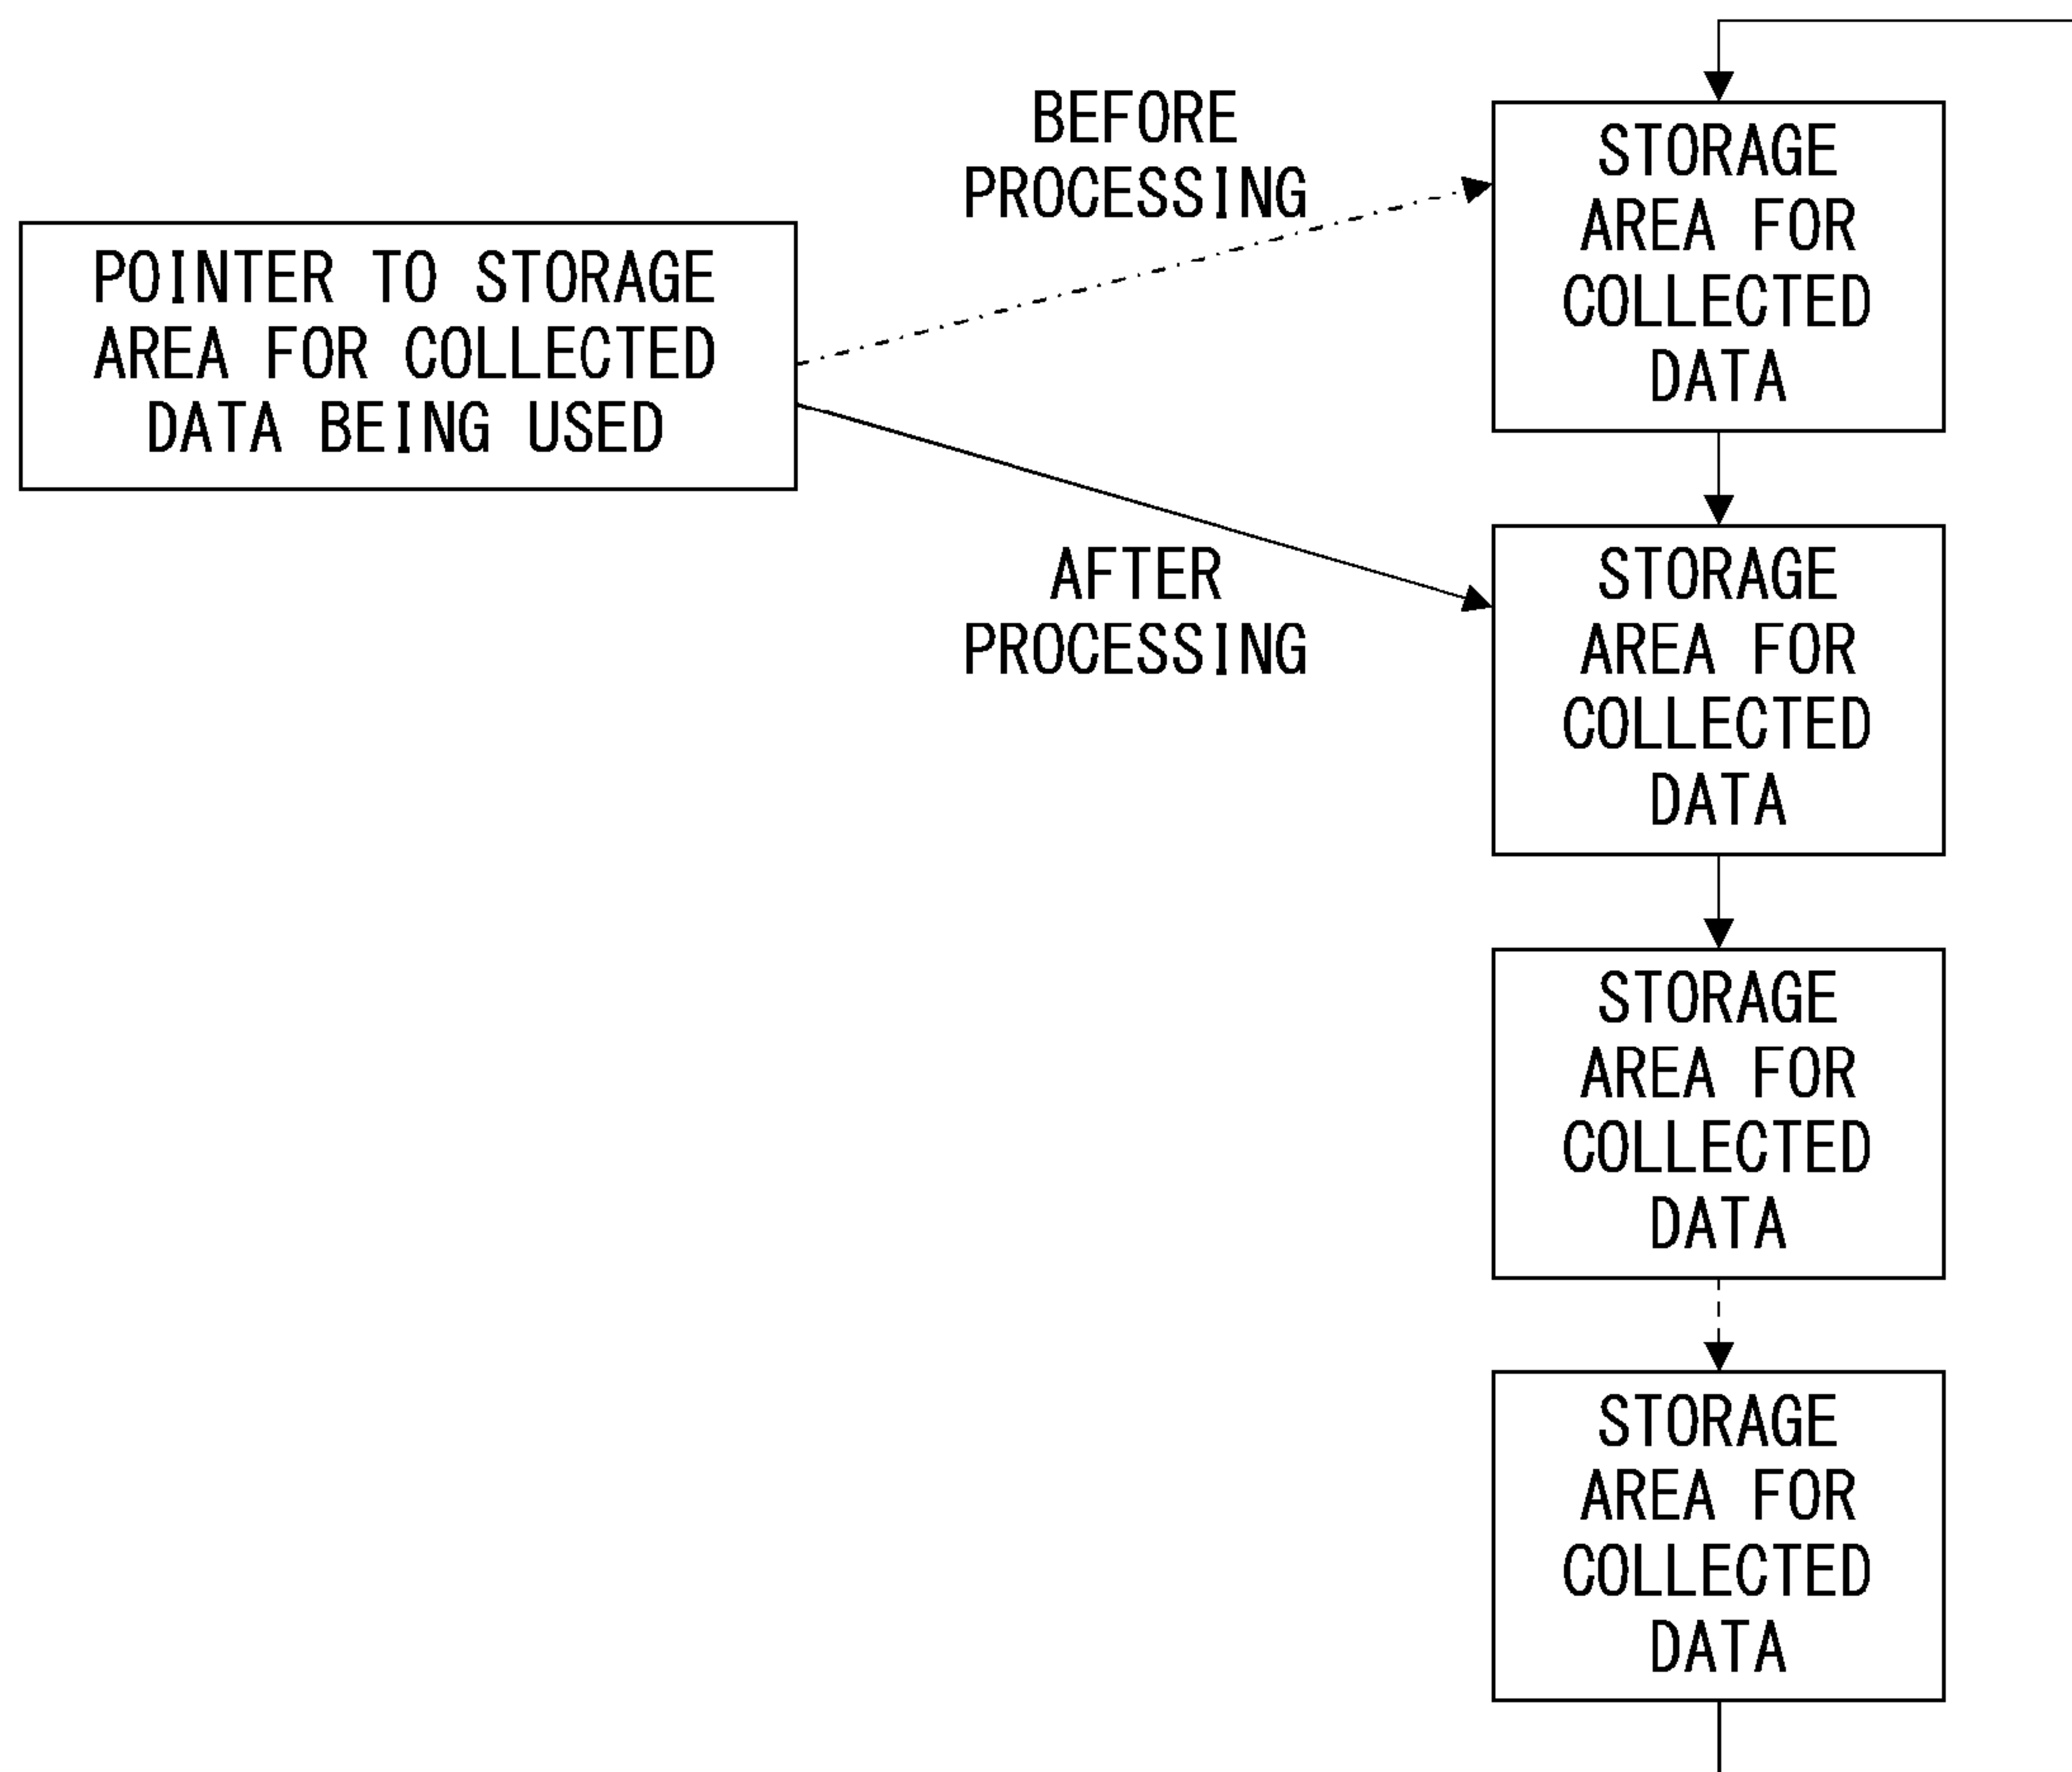 BEFORE
PROCESSING
POINTER TO STORAGE
AREA FOR COLLECTED
DATA BEING USED
AFTER
PROCESSING
STORAGE
AREA FOR
COLLECTED
DATA
STORAGE
AREA FOR
COLLECTED
DATA
STORAGE
AREA FOR
COLLECTED
DATA
STORAGE
AREA FOR
COLLECTED
DATA